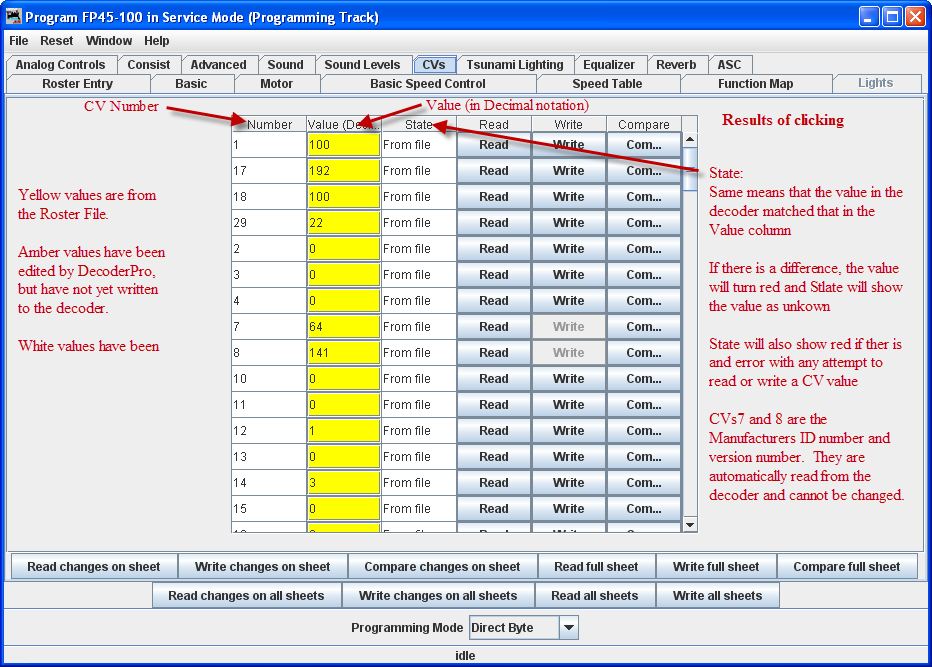 Program FP45-100 in Service Mode (Programming Track)
File Reset Window Help
Analog Controls Consist Advanced Sound Sound Levels CVs Tsunami Lighting Equalizer Reverb ASC
Roster Entry Basic Motor Basic Speed Control Speed Table Function Map Lights
CV Number
Value (in Decimal notation)
Number Value (Deci... State Read Write Compare
1 100 From file Read Write Com...
17 192 From file Read Write Com...
18 100 From file Read Write Com...
29 22 From file Read Write Com...
2 0 From file Read Write Com...
3 0 From file Read Write Com...
4 0 From file Read Write Com...
7 64 From file Read Write Com...
8 141 From file Read Write Com...
10 0 From file Read Write Com...
11 0 From file Read Write Com...
12 1 From file Read Write Com...
13 0 From file Read Write Com...
14 3 From file Read Write Com...
15 0 From file Read Write Com...
Yellow values are from
the Roster File.
Amber values have been
edited by DecoderPro,
but have not yet written
to the decoder.
White values have been
Results of clicking
State:
Same means that the value in the
decoder matched that in the
Value column
If there is a difference, the value
will turn red and Stlate will show
the value as unkown
State will also show red if ther is
and error with any attempt to
read or write a CV value
CVs7 and 8 are the
Manufacturers ID number and
version number. They are
automatically read from the
decoder and cannot be changed.
Read changes on sheet Write changes on sheet Compare changes on sheet Read full sheet Write full sheet Compare full sheet
Read changes on all sheets Write changes on all sheets Read all sheets Write all sheets
Programming Mode Direct Byte
idle